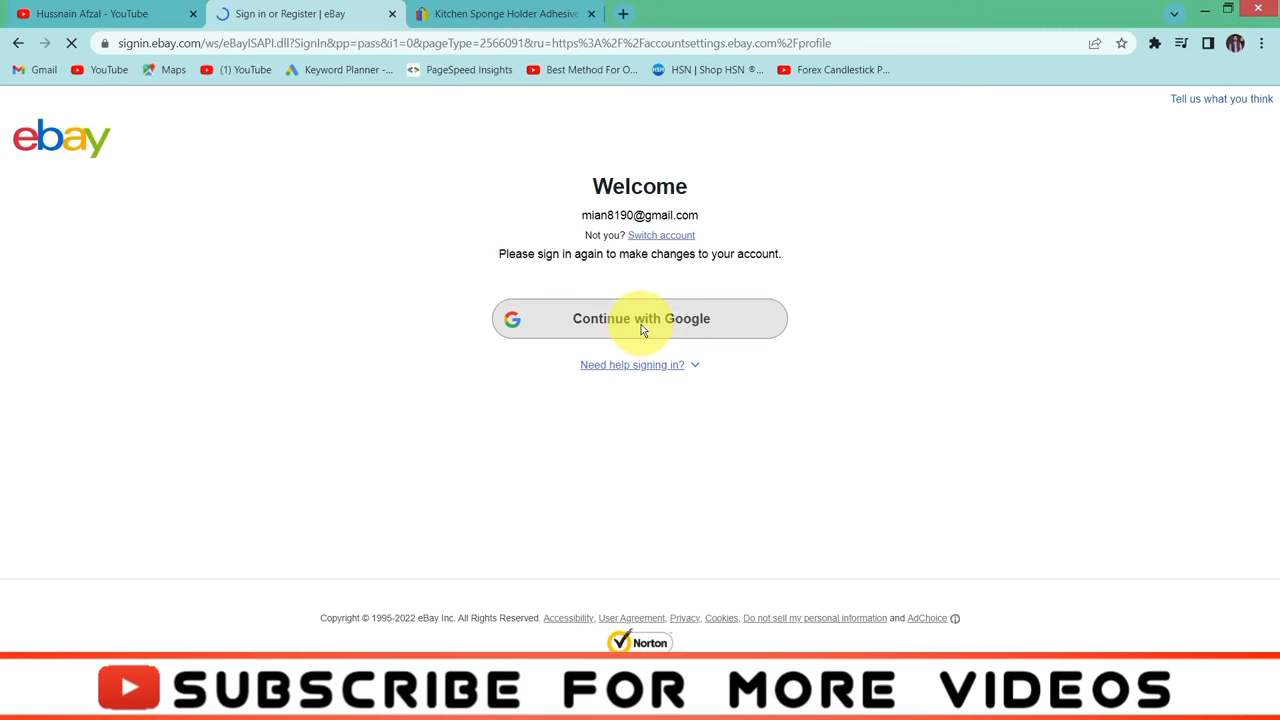 Hussnain Afzal - YouTube
Sign in or Register | eBay
Kitchen Sponge Holder Adhesive
signin.ebay.com/ws/eBayISAPI.dll?SignIn&pp=pass&i1=0&pageType=2566091&ru=https%3A%2F%2Faccountsettings.ebay.com%2Fprofile
Gmail
YouTube
Maps
(1) YouTube
Keyword Planner -...
PageSpeed Insights
Best Method For O...
HSN | Shop HSN ®...
Forex Candlestick P...
Tell us what you think
ebay
Welcome
mian8190@gmail.com
Not you? Switch account
Please sign in again to make changes to your account.
Continue with Google
Need help signing in?
Copyright © 1995-2022 eBay Inc. All Rights Reserved. Accessibility, User Agreement, Privacy, Cookies, Do not sell my personal information and AdChoice
Norton
SUBSCRIBE FOR MORE VIDEOS